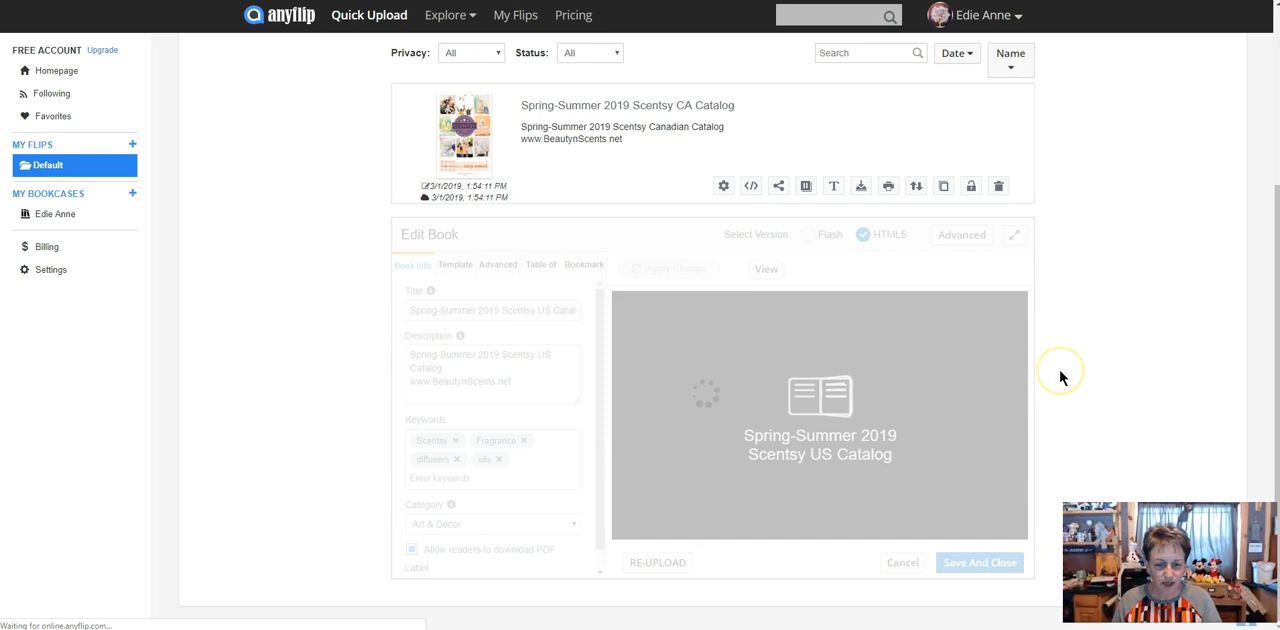 anyflip Quick Upload Explore My Flips Pricing Edie Anne
FREE ACCOUNT Upgrade
Homepage
Following
Favorites
MY FLIPS +
Default
MY BOOKCASES +
Edie Anne
$ Billing
Settings
Privacy: All Status: All Search Date Name
Spring-Summer 2019 Scentsy CA Catalog
Spring-Summer 2019 Scentsy Canadian Catalog
www.BeautynScents.net
3/1/2019, 1:54:11 PM
3/1/2019, 1:54:11 PM
Edit Book Select Version: Flash HTML5 Advanced
Book Info Template Advanced Table of Bookmark Apply Change View
Title
Spring-Summer 2019 Scentsy US Catal
Description
Spring-Summer 2019 Scentsy US
Catalog
www.BeautynScents.net
Keywords
Scentsy × Fragrance ×
diffusers × oils ×
Enter keywords
Category
Art & Decor
Allow readers to download PDF
Label
Spring-Summer 2019
Scentsy US Catalog
RE-UPLOAD Cancel Save And Close
Waiting for online.anyflip.com...